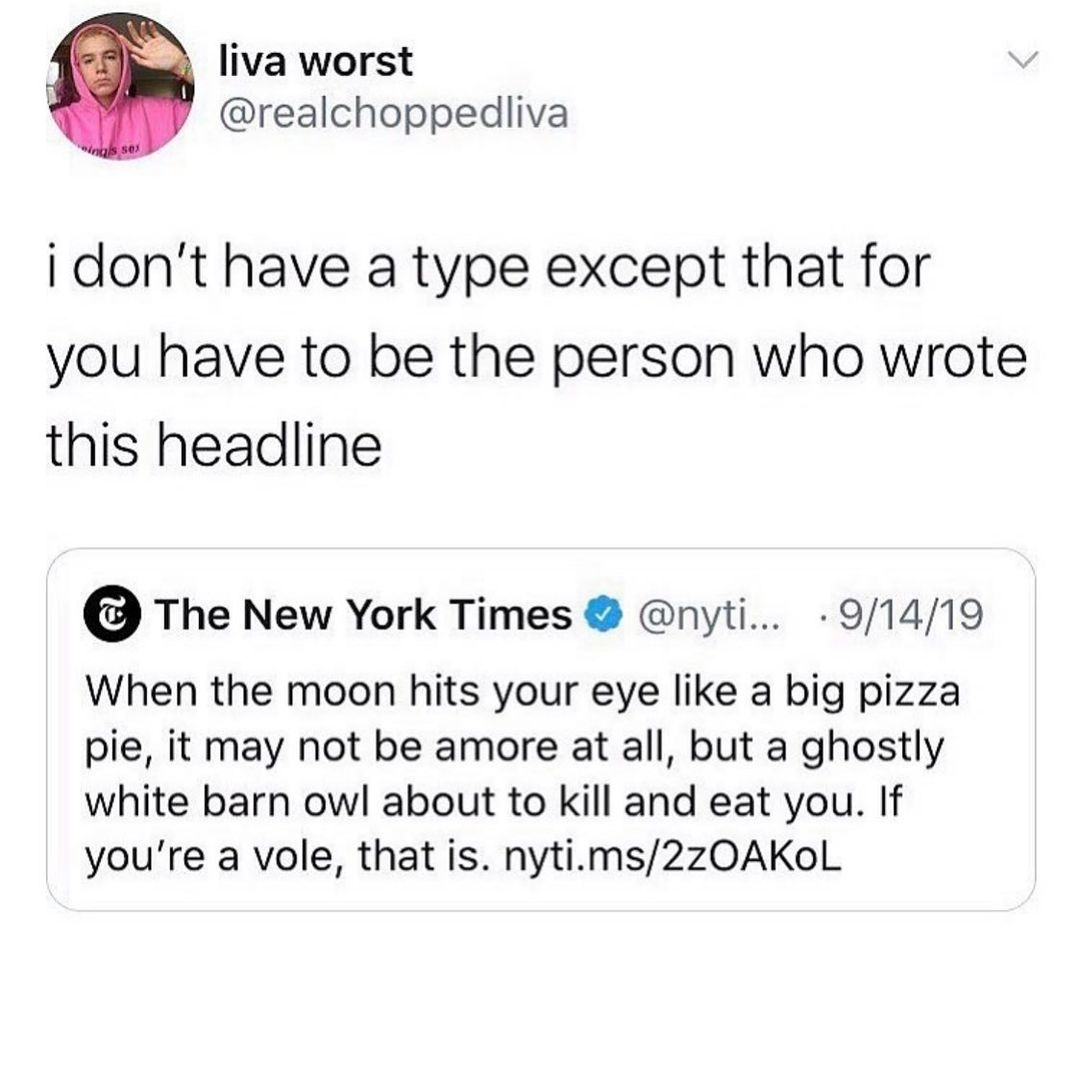 liva worst
@realchoppedliva
i don't have a type except that for
you have to be the person who wrote
this headline
The New York Times @nyti... · 9/14/19
When the moon hits your eye like a big pizza
pie, it may not be amore at all, but a ghostly
white barn owl about to kill and eat you. If
you're a vole, that is. nyti.ms/2zOAKoL